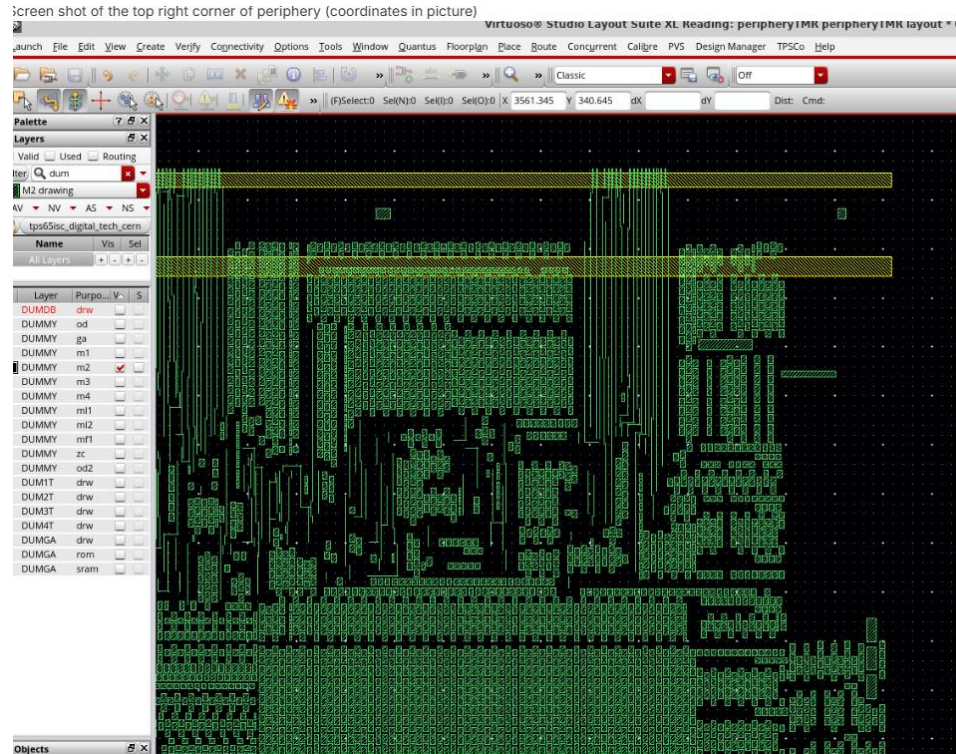 Screen shot of the top right corner of periphery (coordinates in picture)
Virtuoso® Studio Layout Suite XL Reading: peripheryTMR peripheryTMR layout *
Launch File Edit View Create Verify Connectivity Options Tools Window Quantus Floorplan Place Route Concurrent Calibre PVS Design Manager TPSCo Help
» » » Classic Off
» (F)Select:0 Sel(N):0 Sel(I):0 Sel(O):0 X 3561.345 Y 340.645 dX dY Dist: Cmd:
Palette ?
Layers
Valid Used Routing
lter dum
M2 drawing
AV NV AS NS
tps65isc_digital_tech_cern
Name Vis Sel
All Layers + - + -
Layer Purpo... V S
DUMDB drw
DUMMY od
DUMMY ga
DUMMY m1
DUMMY m2
DUMMY m3
DUMMY m4
DUMMY ml1
DUMMY ml2
DUMMY mf1
DUMMY zc
DUMMY od2
DUM1T drw
DUM2T drw
DUM3T drw
DUM4T drw
DUMGA drw
DUMGA rom
DUMGA sram
Objects